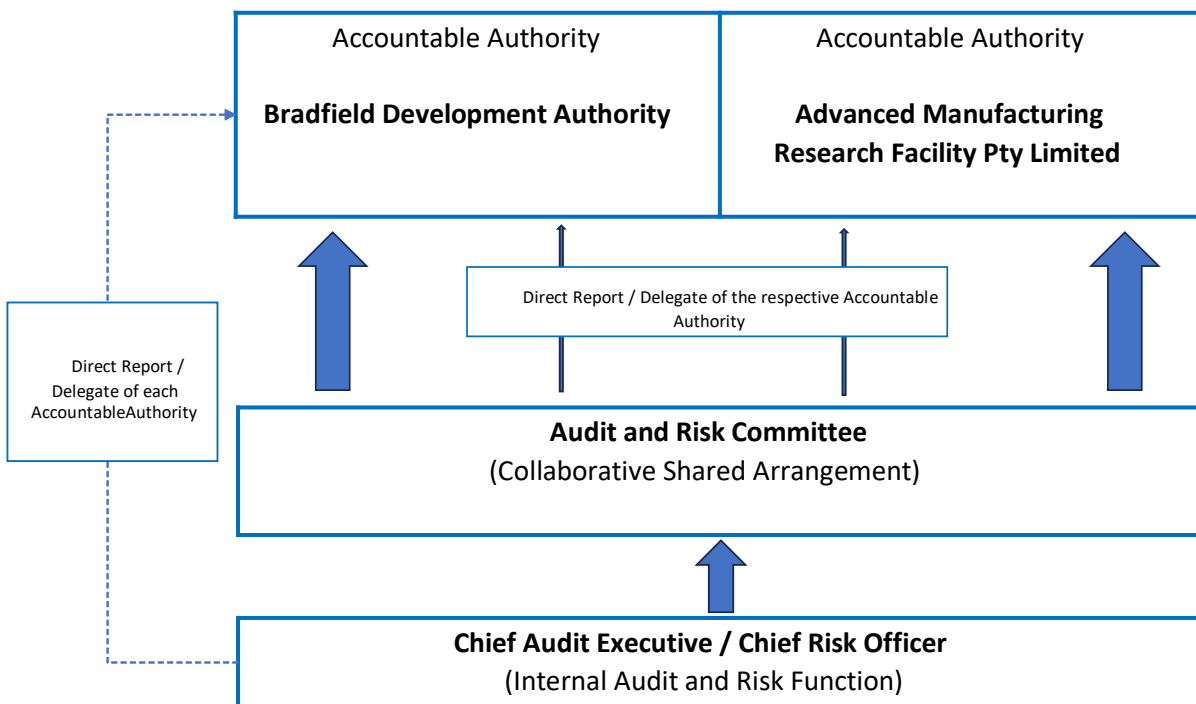 Accountable Authority
Bradfield Development Authority
Accountable Authority
Advanced Manufacturing
Research Facility Pty Limited
Direct Report / Delegate of the respective Accountable
Authority
Direct Report /
Delegate of each
AccountableAuthority
Audit and Risk Committee
(Collaborative Shared Arrangement)
Chief Audit Executive / Chief Risk Officer
(Internal Audit and Risk Function)